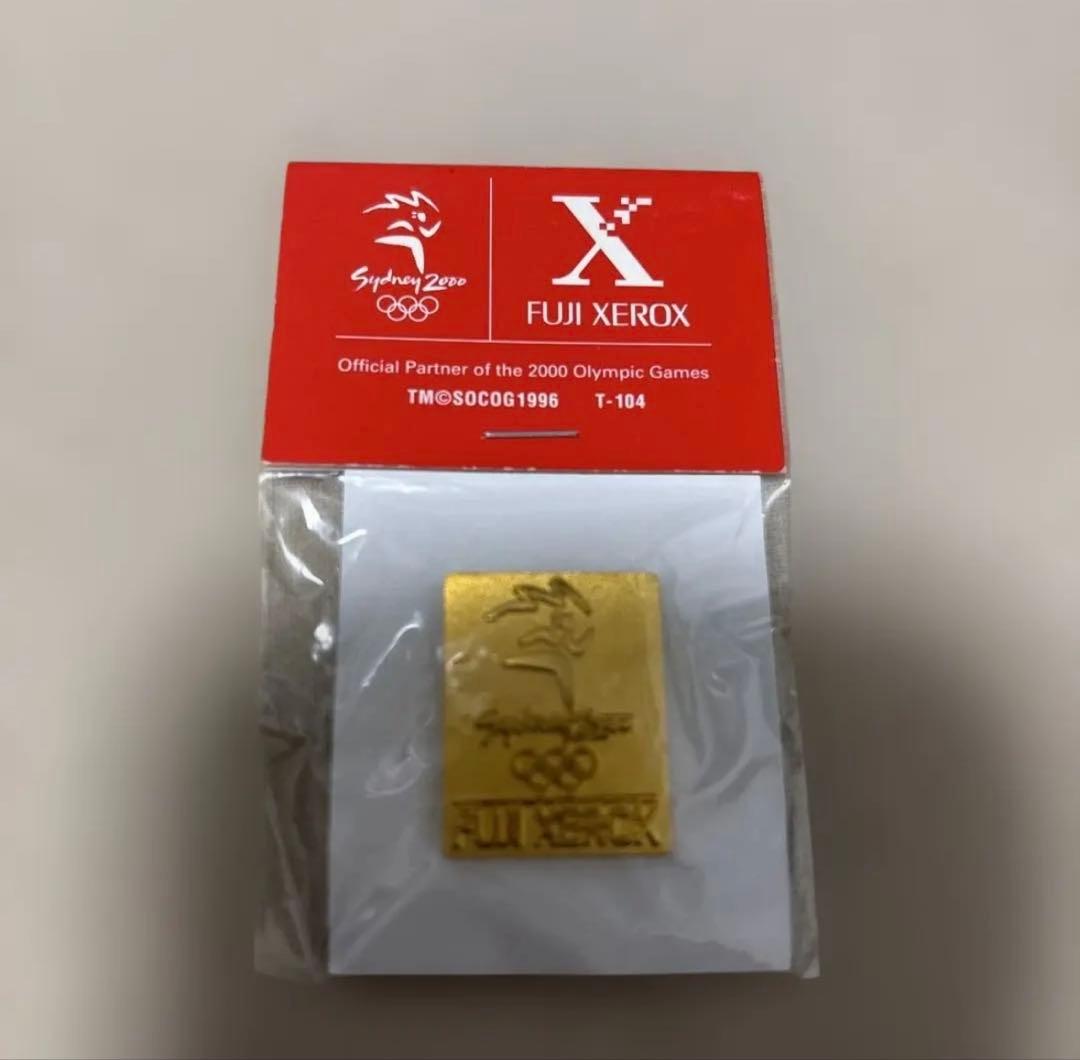 Sydney 2000
X
FUJI XEROX
Official Partner of the 2000 Olympic Games
TM©SOCOG1996 T-104
Sydney 2000
FUJI XEROX